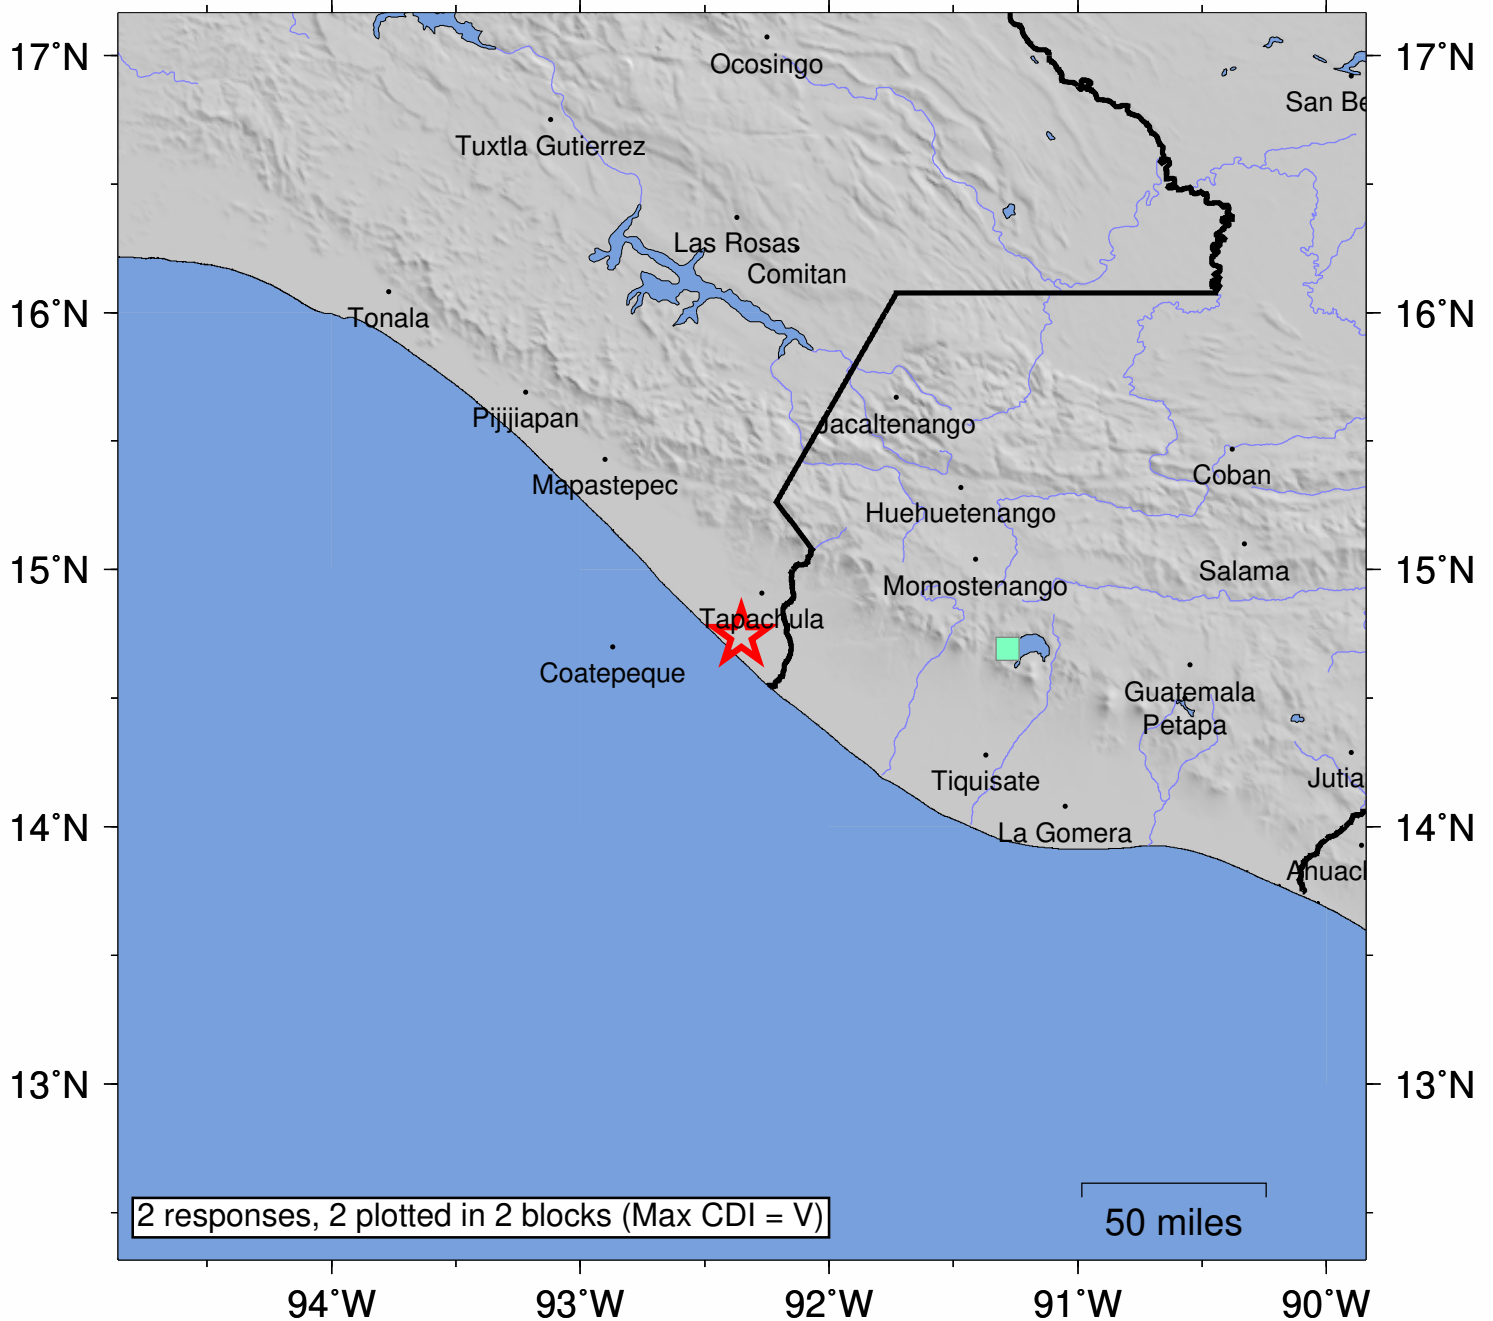 17°N
17°N
Ocosingo
San Be
Tuxtla Gutierrez
Las Rosas
Comitan
16°N
Tonala
16°N
Pijijiapan
Jacaltenango
Mapastepec
Coban
Huehuetenango
15°N
Momostenango
Salama
15°N
Tapachula
Coatepeque
Guatemala
Petapa
Tiquisate
Jutia
14°N
La Gomera
14°N
Ahuach
13°N
13°N
2 responses, 2 plotted in 2 blocks (Max CDI = V)
50 miles
94°W
93°W
92°W
91°W
90°W